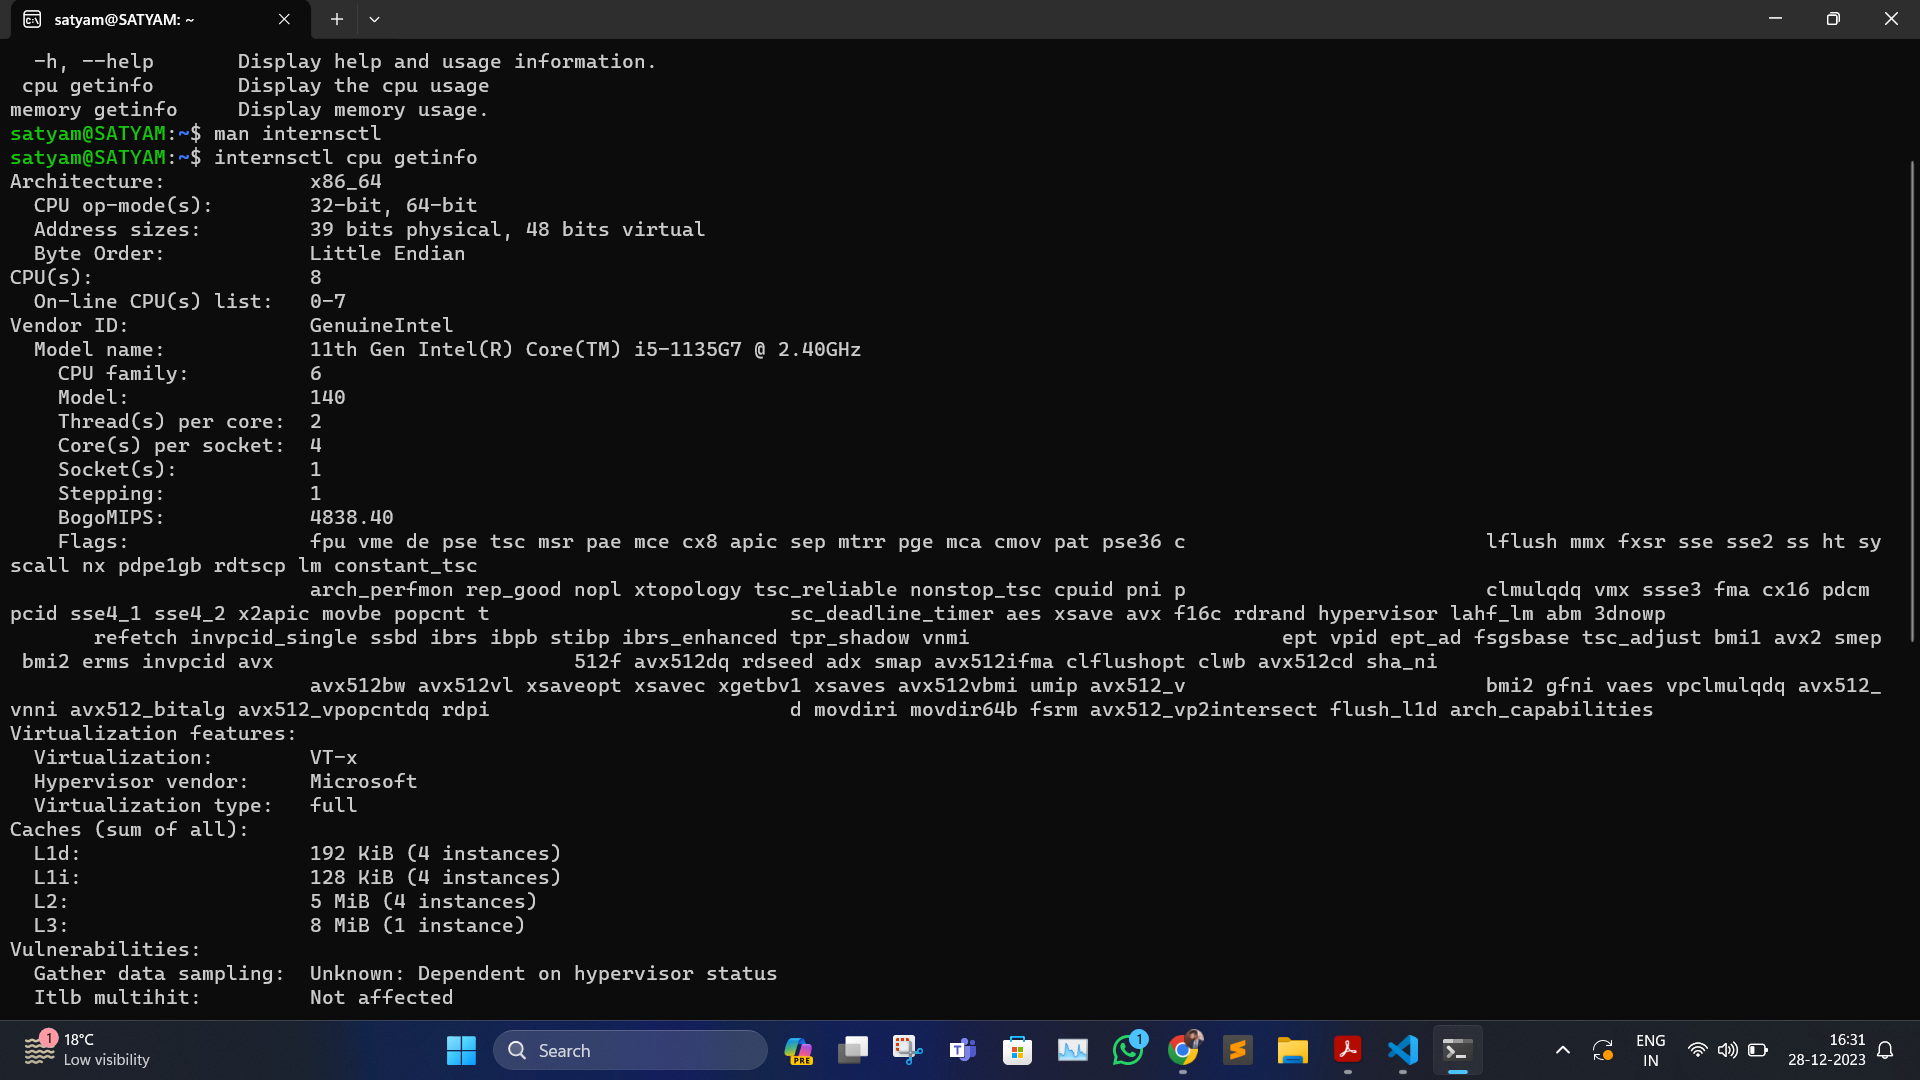 satyam@SATYAM: ~
-h, --help       Display help and usage information.
cpu getinfo       Display the cpu usage
memory getinfo     Display memory usage.
satyam@SATYAM:~$ man internsctl
satyam@SATYAM:~$ internsctl cpu getinfo
Architecture:            x86_64
  CPU op-mode(s):        32-bit, 64-bit
  Address sizes:         39 bits physical, 48 bits virtual
  Byte Order:            Little Endian
CPU(s):                  8
  On-line CPU(s) list:   0-7
Vendor ID:               GenuineIntel
  Model name:            11th Gen Intel(R) Core(TM) i5-1135G7 @ 2.40GHz
    CPU family:          6
    Model:               140
    Thread(s) per core:  2
    Core(s) per socket:  4
    Socket(s):           1
    Stepping:            1
    BogoMIPS:            4838.40
    Flags:               fpu vme de pse tsc msr pae mce cx8 apic sep mtrr pge mca cmov pat pse36 c                         lflush mmx fxsr sse sse2 ss ht sy
scall nx pdpe1gb rdtscp lm constant_tsc
                         arch_perfmon rep_good nopl xtopology tsc_reliable nonstop_tsc cpuid pni p                         clmulqdq vmx ssse3 fma cx16 pdcm
pcid sse4_1 sse4_2 x2apic movbe popcnt t                         sc_deadline_timer aes xsave avx f16c rdrand hypervisor lahf_lm abm 3dnowp
       refetch invpcid_single ssbd ibrs ibpb stibp ibrs_enhanced tpr_shadow vnmi                          ept vpid ept_ad fsgsbase tsc_adjust bmi1 avx2 smep
 bmi2 erms invpcid avx                         512f avx512dq rdseed adx smap avx512ifma clflushopt clwb avx512cd sha_ni
                         avx512bw avx512vl xsaveopt xsavec xgetbv1 xsaves avx512vbmi umip avx512_v                         bmi2 gfni vaes vpclmulqdq avx512_
vnni avx512_bitalg avx512_vpopcntdq rdpi                         d movdiri movdir64b fsrm avx512_vp2intersect flush_l1d arch_capabilities
Virtualization features:
  Virtualization:        VT-x
  Hypervisor vendor:     Microsoft
  Virtualization type:   full
Caches (sum of all):
  L1d:                   192 KiB (4 instances)
  L1i:                   128 KiB (4 instances)
  L2:                    5 MiB (4 instances)
  L3:                    8 MiB (1 instance)
Vulnerabilities:
  Gather data sampling:  Unknown: Dependent on hypervisor status
  Itlb multihit:         Not affected
1
18°C
Low visibility
Search
PRE
1
ENG
IN
16:31
28-12-2023